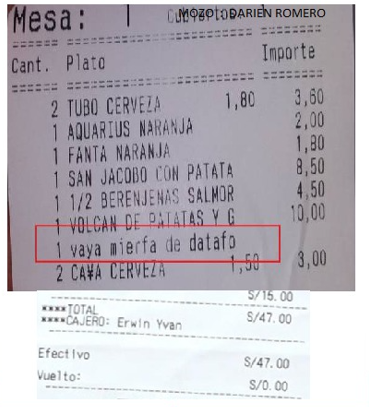 Mesa: 1 Cubiertos: MOZO : DARIEN ROMERO
Cant. Plato Importe
2 TUBO CERVEZA 1,80 3,60
1 AQUARIUS NARANJA 2,00
1 FANTA NARANJA 1,80
1 SAN JACOBO CON PATATA 8,50
1 1/2 BERENJENAS SALMOR 4,50
1 VOLCAN DE PATATAS Y G 10,00
1 vaya mierfa de datafo
2 CA¥A CERVEZA 1,50 3,00
S/15.00
****TOTAL S/47.00
****CAJERO: Erwin Yvan
Efectivo S/47.00
Vuelto: S/0.00